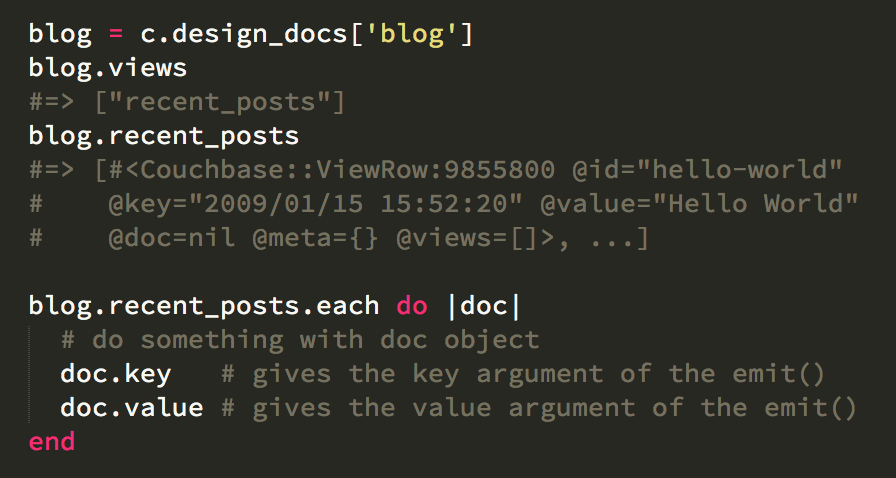 blog = c.design_docs['blog']
blog.views
#=> ["recent_posts"]
blog.recent_posts
#=> [#<Couchbase::ViewRow:9855800 @id="hello-world"
#    @key="2009/01/15 15:52:20" @value="Hello World"
#    @doc=nil @meta={} @views=[]>, ...]

blog.recent_posts.each do |doc|
  # do something with doc object
  doc.key   # gives the key argument of the emit()
  doc.value # gives the value argument of the emit()
end